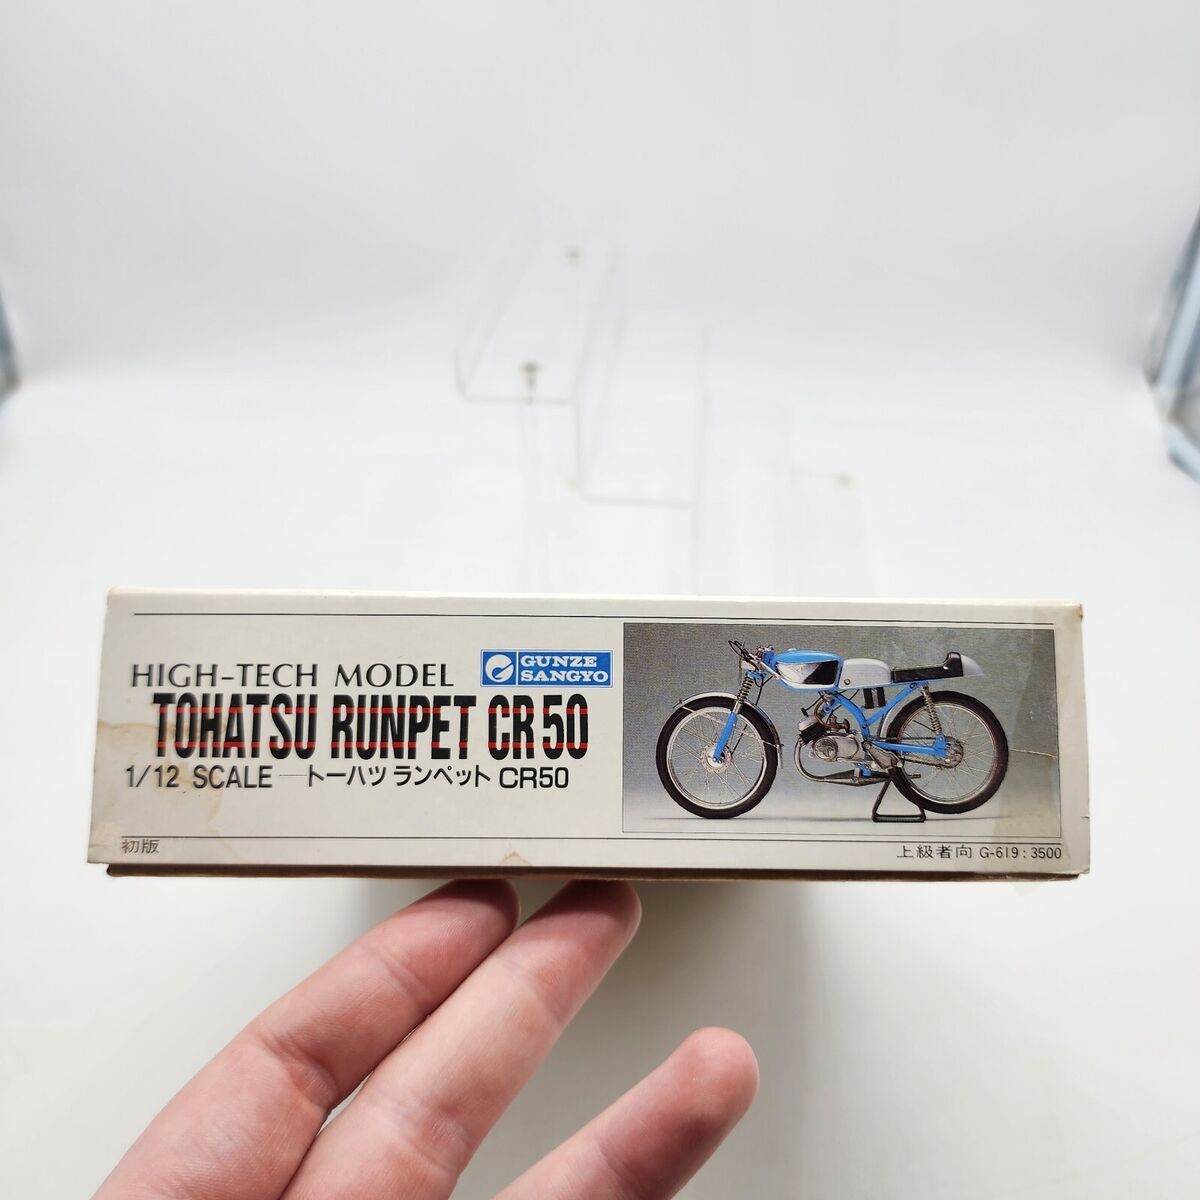 HIGH-TECH MODEL
GUNZE
SANGYO
TOHATSU RUNPET CR50
1/12 SCALE—トーハツ ランペット CR50
初版
上級者向 G-619:3500